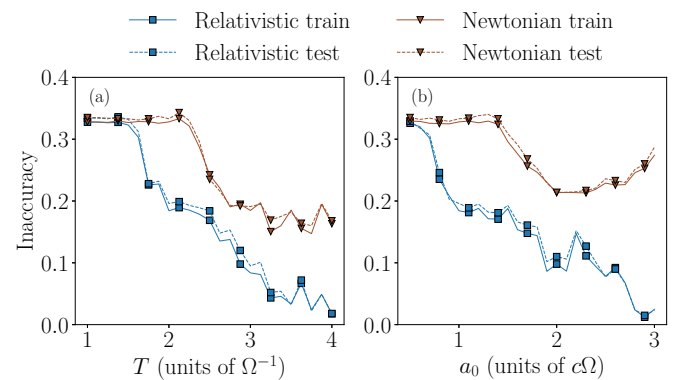 Relativistic train
Newtonian train
Relativistic test
Newtonian test
0.4
0.3
0.2
0.1
0.0
Inaccuracy
(a)
1 2 3 4
T (units of Ω⁻¹)
0.4
0.3
0.2
0.1
0.0
(b)
1 2 3
a₀ (units of cΩ)